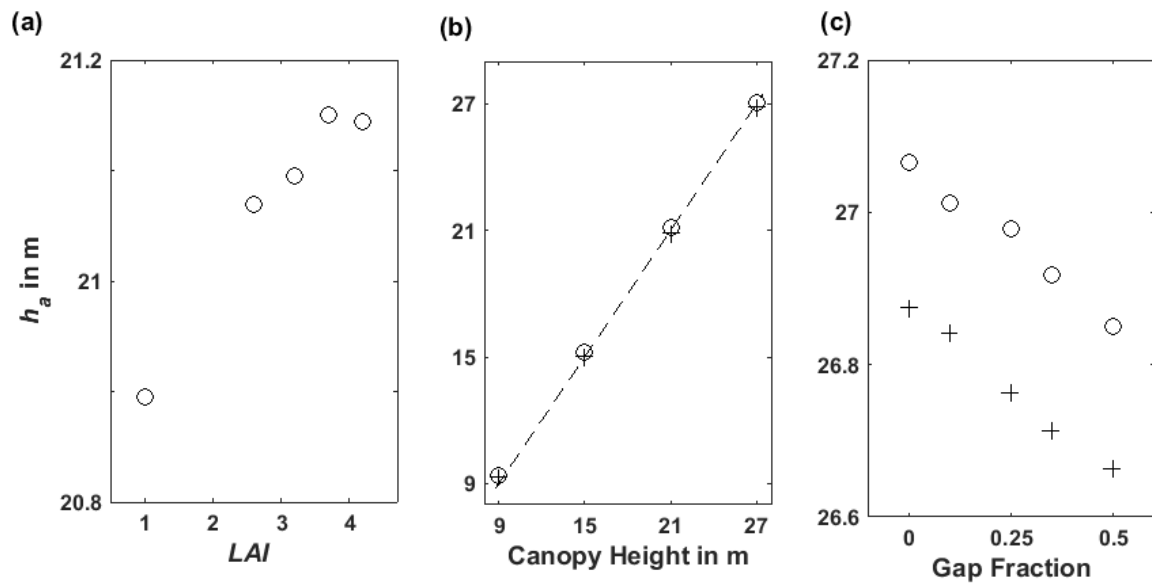 (a)
21.2
21
20.8
h_a in m
1 2 3 4
LAI
(b)
27
21
15
9
9 15 21 27
Canopy Height in m
(c)
27.2
27
26.8
26.6
0 0.25 0.5
Gap Fraction